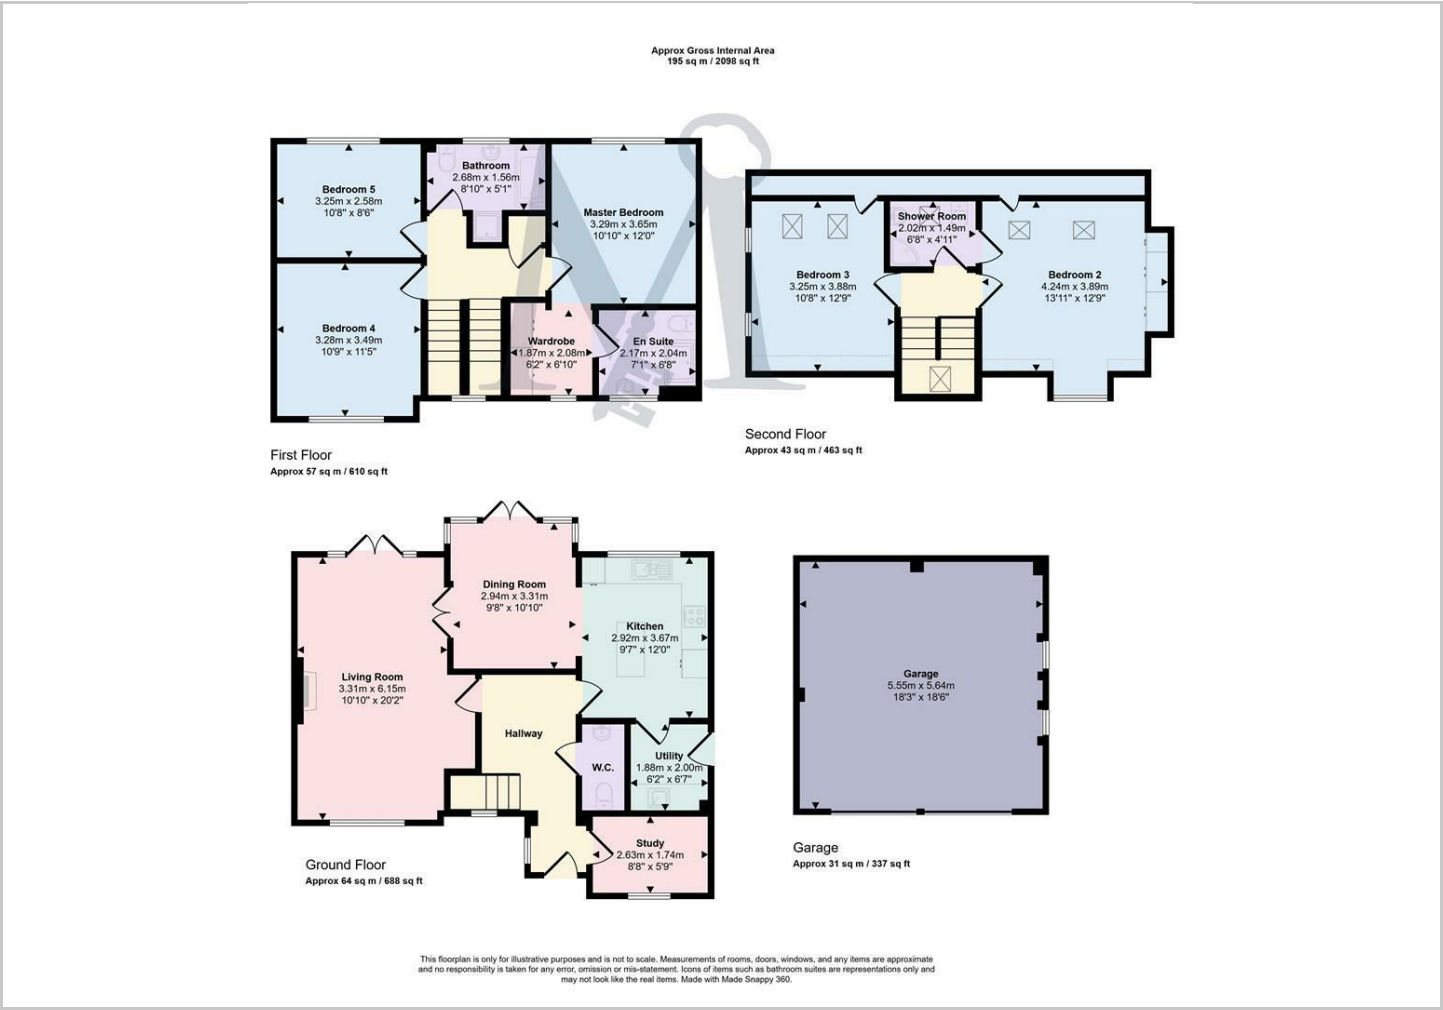 Approx Gross Internal Area
195 sq m / 2098 sq ft
Bedroom 5
3.25m x 2.58m
10'8" x 8'6"
Bathroom
2.68m x 1.56m
8'10" x 5'1"
Master Bedroom
3.29m x 3.65m
10'10" x 12'0"
Bedroom 4
3.28m x 3.49m
10'9" x 11'5"
Wardrobe
1.87m x 2.08m
6'2" x 6'10"
En Suite
2.17m x 2.04m
7'1" x 6'8"
First Floor
Approx 57 sq m / 610 sq ft
Shower Room
2.02m x 1.49m
6'8" x 4'11"
Bedroom 3
3.25m x 3.88m
10'8" x 12'9"
Bedroom 2
4.24m x 3.89m
13'11" x 12'9"
Second Floor
Approx 43 sq m / 463 sq ft
Dining Room
2.94m x 3.31m
9'8" x 10'10"
Kitchen
2.92m x 3.67m
9'7" x 12'0"
Living Room
3.31m x 6.15m
10'10" x 20'2"
Hallway
W.C.
Utility
1.88m x 2.00m
6'2" x 6'7"
Study
2.63m x 1.74m
8'8" x 5'9"
Ground Floor
Approx 64 sq m / 688 sq ft
Garage
5.55m x 5.64m
18'3" x 18'6"
Garage
Approx 31 sq m / 337 sq ft
This floorplan is only for illustrative purposes and is not to scale. Measurements of rooms, doors, windows, and any items are approximate
and no responsibility is taken for any error, omission or mis-statement. Icons of items such as bathroom suites are representations only and
may not look like the real items. Made with Made Snappy 360.